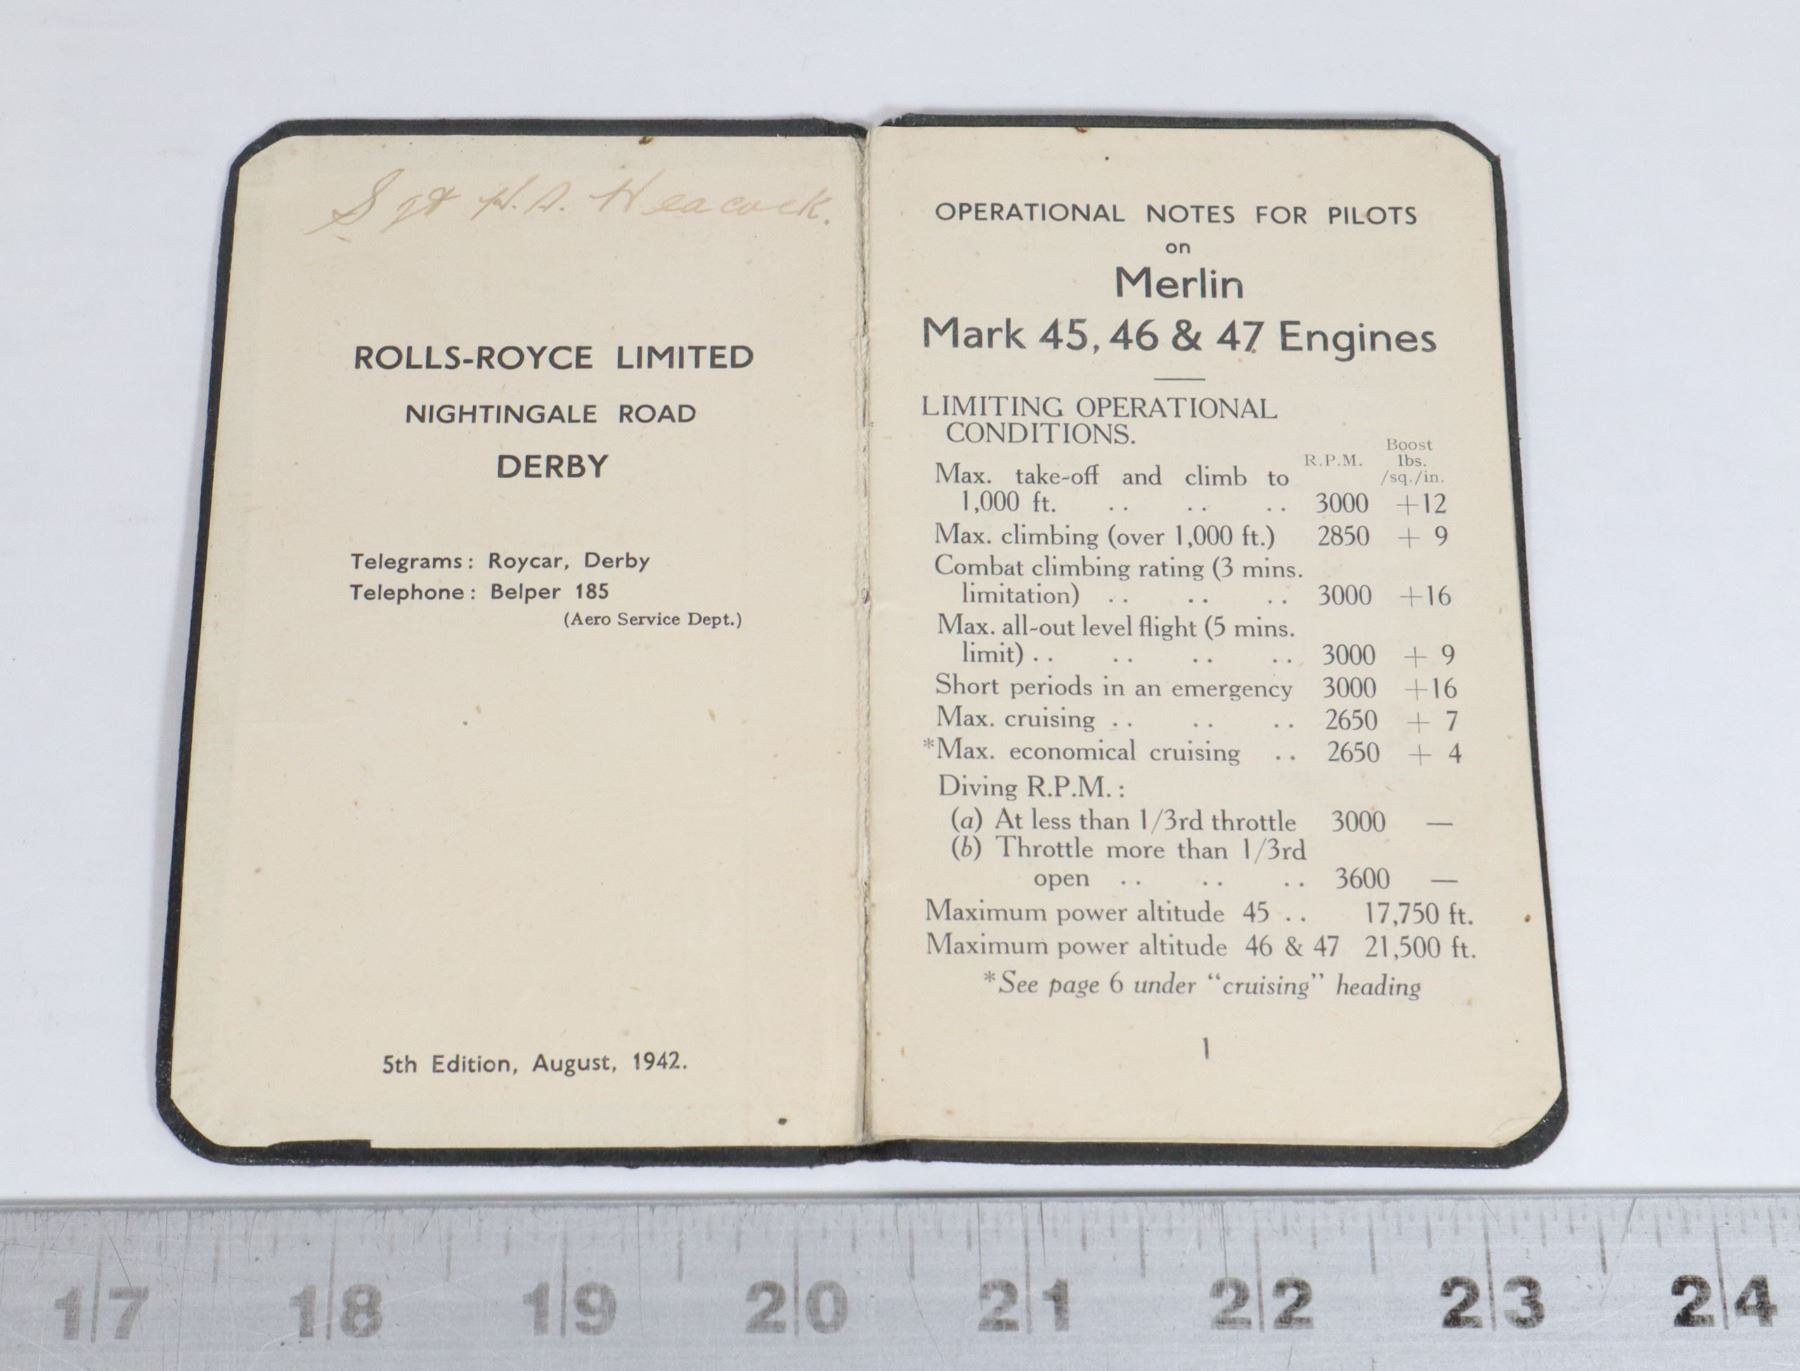 Sgt H.A. Heacock.
ROLLS-ROYCE LIMITED
NIGHTINGALE ROAD
DERBY
Telegrams: Roycar, Derby
Telephone: Belper 185
(Aero Service Dept.)
5th Edition, August, 1942.
OPERATIONAL NOTES FOR PILOTS
on
Merlin
Mark 45, 46 & 47 Engines
LIMITING OPERATIONAL
CONDITIONS.
R.P.M. Boost lbs. /sq./in.
Max. take-off and climb to
1,000 ft. .. .. .. 3000 +12
Max. climbing (over 1,000 ft.) 2850 + 9
Combat climbing rating (3 mins.
limitation) .. .. .. 3000 +16
Max. all-out level flight (5 mins.
limit) .. .. .. .. 3000 + 9
Short periods in an emergency 3000 +16
Max. cruising .. .. .. 2650 + 7
*Max. economical cruising .. 2650 + 4
Diving R.P.M.:
(a) At less than 1/3rd throttle 3000 —
(b) Throttle more than 1/3rd
open .. .. .. 3600 —
Maximum power altitude 45 .. 17,750 ft.
Maximum power altitude 46 & 47 21,500 ft.
*See page 6 under "cruising" heading
1
17 18 19 20 21 22 23 24